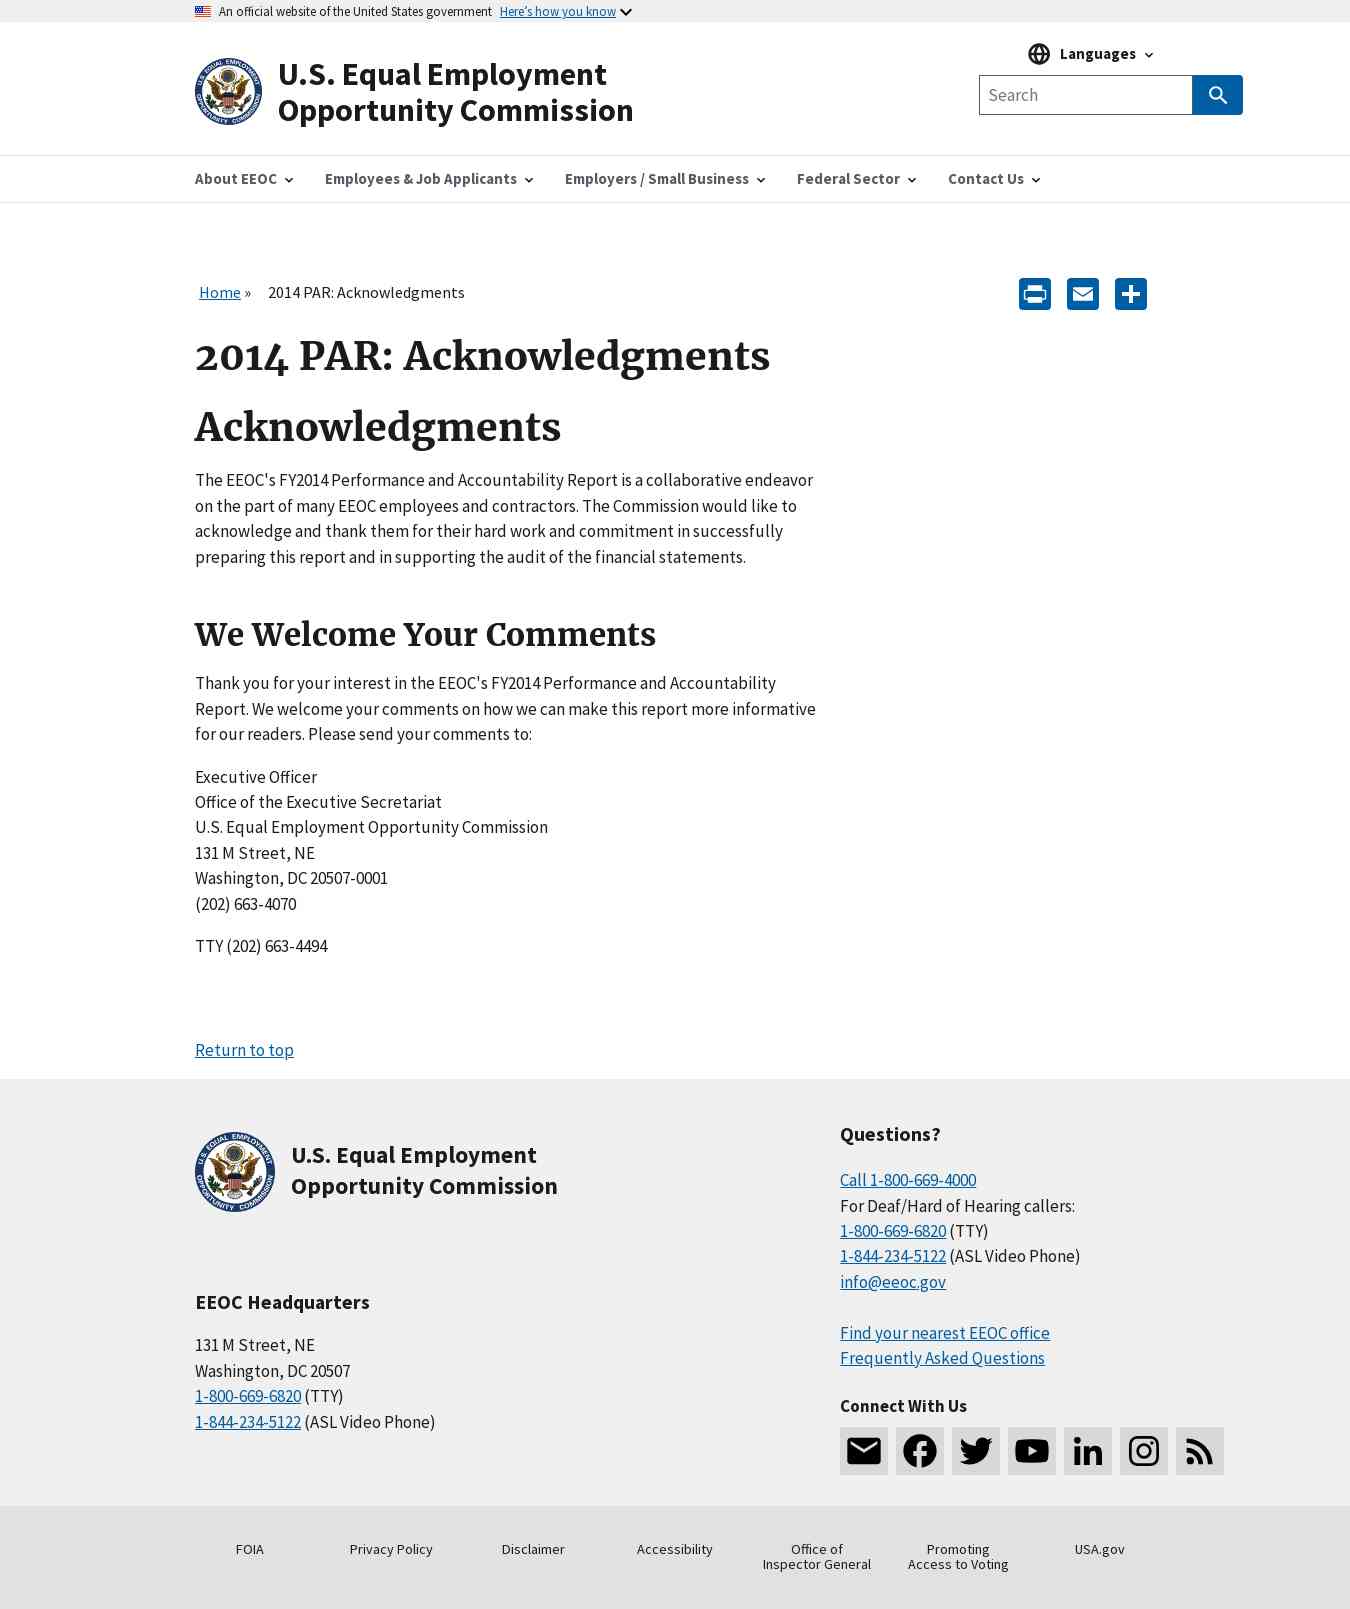 An official website of the United States government Here's how you know
U.S. Equal Employment
Opportunity Commission
Languages
Search
About EEOC
Employees & Job Applicants
Employers / Small Business
Federal Sector
Contact Us
Home » 2014 PAR: Acknowledgments
2014 PAR: Acknowledgments
Acknowledgments
The EEOC's FY2014 Performance and Accountability Report is a collaborative endeavor
on the part of many EEOC employees and contractors. The Commission would like to
acknowledge and thank them for their hard work and commitment in successfully
preparing this report and in supporting the audit of the financial statements.
We Welcome Your Comments
Thank you for your interest in the EEOC's FY2014 Performance and Accountability
Report. We welcome your comments on how we can make this report more informative
for our readers. Please send your comments to:
Executive Officer
Office of the Executive Secretariat
U.S. Equal Employment Opportunity Commission
131 M Street, NE
Washington, DC 20507-0001
(202) 663-4070
TTY (202) 663-4494
Return to top
U.S. EQUAL EMPLOYMENT OPPORTUNITY COMMISSION
U.S. Equal Employment
Opportunity Commission
EEOC Headquarters
131 M Street, NE
Washington, DC 20507
1-800-669-6820 (TTY)
1-844-234-5122 (ASL Video Phone)
Questions?
Call 1-800-669-4000
For Deaf/Hard of Hearing callers:
1-800-669-6820 (TTY)
1-844-234-5122 (ASL Video Phone)
info@eeoc.gov
Find your nearest EEOC office
Frequently Asked Questions
Connect With Us
FOIA
Privacy Policy
Disclaimer
Accessibility
Office of
Inspector General
Promoting
Access to Voting
USA.gov